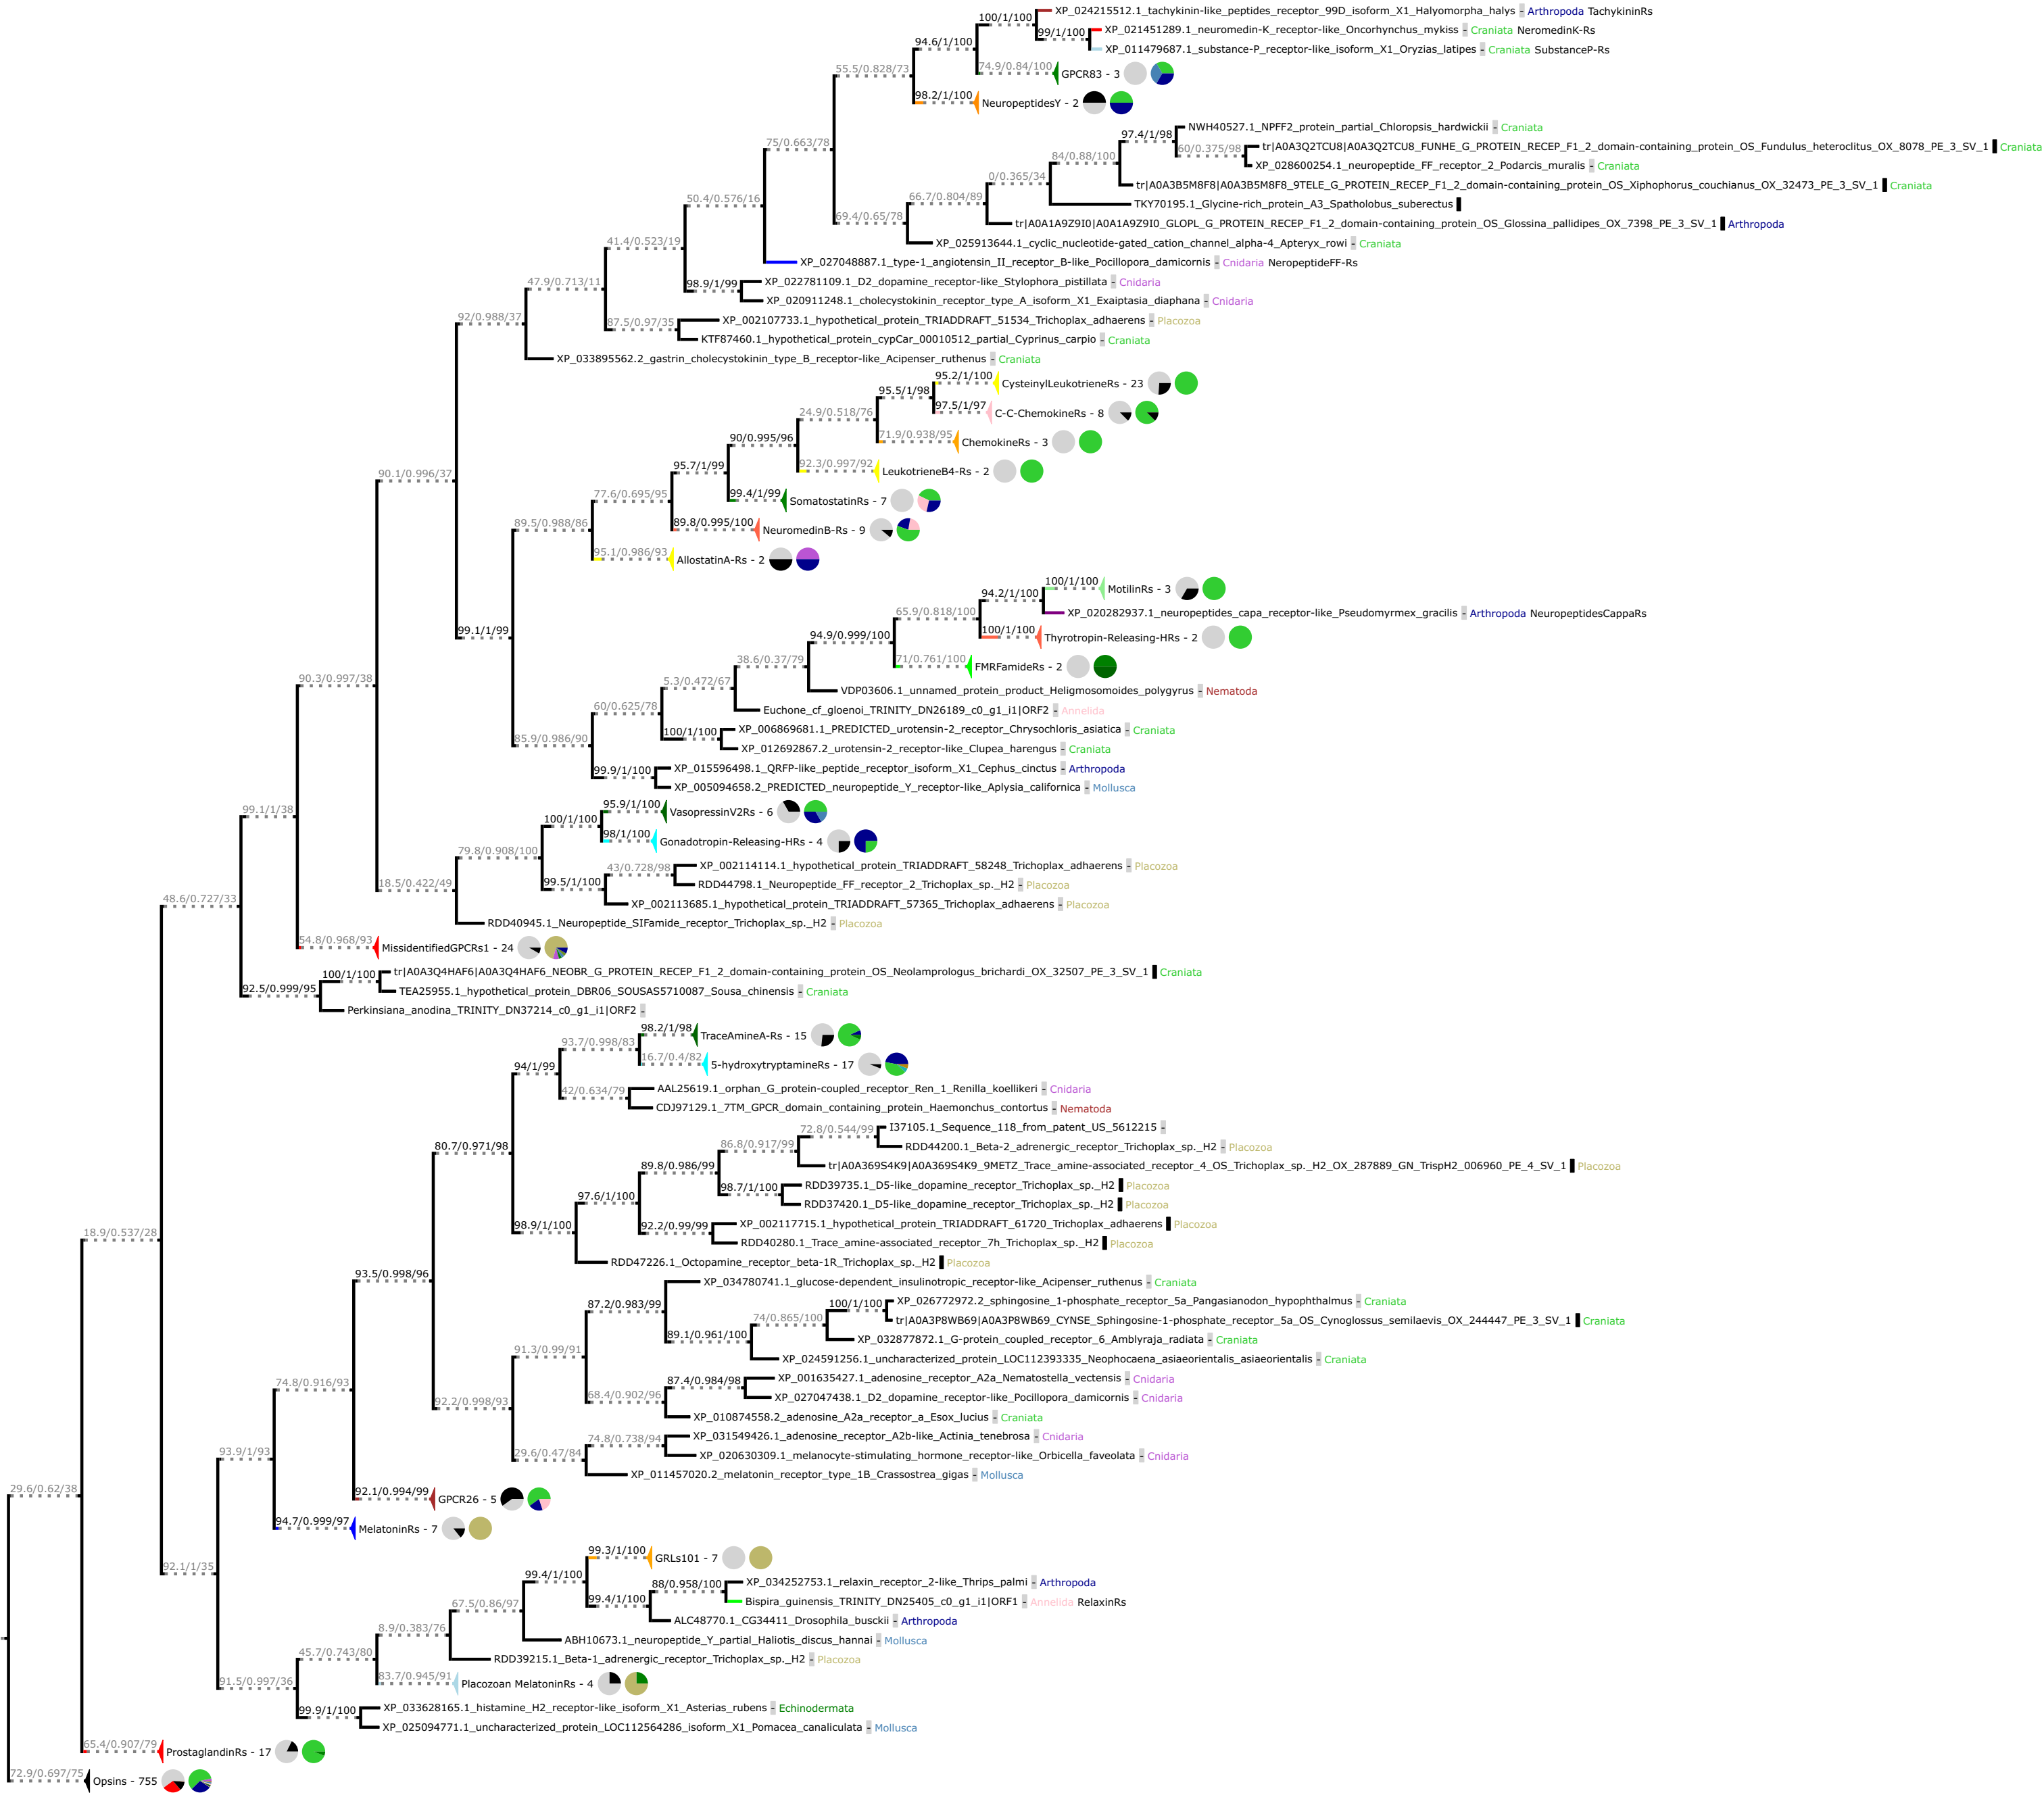 100/1/100 XP_024215512.1_tachykinin-like_peptides_receptor_99D_isoform_X1_Halyomorpha_halys - Arthropoda TachykininRs
99/1/100 XP_021451289.1_neuromedin-K_receptor-like_Oncorhynchus_mykiss - Craniata NeromedinK-Rs
94.6/1/100 XP_011479687.1_substance-P_receptor-like_isoform_X1_Oryzias_latipes - Craniata SubstanceP-Rs
55.5/0.828/73 74.9/0.84/100 GPCR83 - 3
98.2/1/100 NeuropeptidesY - 2
NWH40527.1_NPFF2_protein_partial_Chloropsis_hardwickii - Craniata
75/0.663/78 97.4/1/98 60/0.375/98 tr|A0A3Q2TCU8|A0A3Q2TCU8_FUNHE_G_PROTEIN_RECEP_F1_2_domain-containing_protein_OS_Fundulus_heteroclitus_OX_8078_PE_3_SV_1 Craniata
84/0.88/100 XP_028600254.1_neuropeptide_FF_receptor_2_Podarcis_muralis - Craniata
0/0.365/34 tr|A0A3B5M8F8|A0A3B5M8F8_9TELE_G_PROTEIN_RECEP_F1_2_domain-containing_protein_OS_Xiphophorus_couchianus_OX_32473_PE_3_SV_1 Craniata
50.4/0.576/16 66.7/0.804/89 TKY70195.1_Glycine-rich_protein_A3_Spatholobus_suberectus
69.4/0.65/78 tr|A0A1A9Z9I0|A0A1A9Z9I0_GLOPL_G_PROTEIN_RECEP_F1_2_domain-containing_protein_OS_Glossina_pallidipes_OX_7398_PE_3_SV_1 Arthropoda
41.4/0.523/19 XP_025913644.1_cyclic_nucleotide-gated_cation_channel_alpha-4_Apteryx_rowi - Craniata
XP_027048887.1_type-1_angiotensin_II_receptor_B-like_Pocillopora_damicornis - Cnidaria NeropeptideFF-Rs
47.9/0.713/11 98.9/1/99 XP_022781109.1_D2_dopamine_receptor-like_Stylophora_pistillata - Cnidaria
XP_020911248.1_cholecystokinin_receptor_type_A_isoform_X1_Exaiptasia_diaphana - Cnidaria
92/0.988/37 87.5/0.97/35 XP_002107733.1_hypothetical_protein_TRIADDRAFT_51534_Trichoplax_adhaerens - Placozoa
KTF87460.1_hypothetical_protein_cypCar_00010512_partial_Cyprinus_carpio - Craniata
XP_033895562.2_gastrin_cholecystokinin_type_B_receptor-like_Acipenser_ruthenus - Craniata
95.5/1/98 95.2/1/100 CysteinylLeukotrieneRs - 23
24.9/0.518/76 97.5/1/97 C-C-ChemokineRs - 8
90/0.995/96 71.9/0.938/95 ChemokineRs - 3
95.7/1/99 92.3/0.997/92 LeukotrieneB4-Rs - 2
90.1/0.996/37 77.6/0.695/95 99.4/1/99 SomatostatinRs - 7
89.5/0.988/86 89.8/0.995/100 NeuromedinB-Rs - 9
95.1/0.986/93 AllostatinA-Rs - 2
94.2/1/100 100/1/100 MotilinRs - 3
65.9/0.818/100 XP_020282937.1_neuropeptides_capa_receptor-like_Pseudomyrmex_gracilis - Arthropoda NeuropeptidesCappaRs
99.1/1/99 94.9/0.999/100 100/1/100 Thyrotropin-Releasing-HRs - 2
38.6/0.37/79 71/0.761/100 FMRFamideRs - 2
90.3/0.997/38 5.3/0.472/67 VDP03606.1_unnamed_protein_product_Heligmosomoides_polygyrus - Nematoda
60/0.625/78 Euchone_cf_gloenoi_TRINITY_DN26189_c0_g1_i1|ORF2 - Annelida
100/1/100 XP_006869681.1_PREDICTED_urotensin-2_receptor_Chrysochloris_asiatica - Craniata
85.9/0.986/90 XP_012692867.2_urotensin-2_receptor-like_Clupea_harengus - Craniata
99.9/1/100 XP_015596498.1_QRFP-like_peptide_receptor_isoform_X1_Cephus_cinctus - Arthropoda
XP_005094658.2_PREDICTED_neuropeptide_Y_receptor-like_Aplysia_californica - Mollusca
99.1/1/38 100/1/100 95.9/1/100 VasopressinV2Rs - 6
79.8/0.908/100 98/1/100 Gonadotropin-Releasing-HRs - 4
43/0.728/98 XP_002114114.1_hypothetical_protein_TRIADDRAFT_58248_Trichoplax_adhaerens - Placozoa
18.5/0.422/49 99.5/1/100 RDD44798.1_Neuropeptide_FF_receptor_2_Trichoplax_sp._H2 - Placozoa
48.6/0.727/33 XP_002113685.1_hypothetical_protein_TRIADDRAFT_57365_Trichoplax_adhaerens - Placozoa
RDD40945.1_Neuropeptide_SIFamide_receptor_Trichoplax_sp._H2 - Placozoa
54.8/0.968/93 MissidentifiedGPCRs1 - 24
100/1/100 tr|A0A3Q4HAF6|A0A3Q4HAF6_NEOBR_G_PROTEIN_RECEP_F1_2_domain-containing_protein_OS_Neolamprologus_brichardi_OX_32507_PE_3_SV_1 Craniata
92.5/0.999/95 TEA25955.1_hypothetical_protein_DBR06_SOUSAS5710087_Sousa_chinensis - Craniata
Perkinsiana_anodina_TRINITY_DN37214_c0_g1_i1|ORF2 -
93.7/0.998/83 98.2/1/98 TraceAmineA-Rs - 15
94/1/99 16.7/0.4/82 5-hydroxytryptamineRs - 17
42/0.634/79 AAL25619.1_orphan_G_protein-coupled_receptor_Ren_1_Renilla_koellikeri - Cnidaria
CDJ97129.1_7TM_GPCR_domain_containing_protein_Haemonchus_contortus - Nematoda
72.8/0.544/99 I37105.1_Sequence_118_from_patent_US_5612215 -
80.7/0.971/98 86.8/0.917/99 RDD44200.1_Beta-2_adrenergic_receptor_Trichoplax_sp._H2 - Placozoa
89.8/0.986/99 tr|A0A369S4K9|A0A369S4K9_9METZ_Trace_amine-associated_receptor_4_OS_Trichoplax_sp._H2_OX_287889_GN_TrispH2_006960_PE_4_SV_1 Placozoa
98.7/1/100 RDD39735.1_D5-like_dopamine_receptor_Trichoplax_sp._H2 Placozoa
97.6/1/100 RDD37420.1_D5-like_dopamine_receptor_Trichoplax_sp._H2 Placozoa
98.9/1/100 92.2/0.99/99 XP_002117715.1_hypothetical_protein_TRIADDRAFT_61720_Trichoplax_adhaerens Placozoa
18.9/0.537/28 RDD40280.1_Trace_amine-associated_receptor_7h_Trichoplax_sp._H2 Placozoa
RDD47226.1_Octopamine_receptor_beta-1R_Trichoplax_sp._H2 Placozoa
93.5/0.998/96 XP_034780741.1_glucose-dependent_insulinotropic_receptor-like_Acipenser_ruthenus - Craniata
87.2/0.983/99 100/1/100 XP_026772972.2_sphingosine_1-phosphate_receptor_5a_Pangasianodon_hypophthalmus - Craniata
74/0.865/100 tr|A0A3P8WB69|A0A3P8WB69_CYNSE_Sphingosine-1-phosphate_receptor_5a_OS_Cynoglossus_semilaevis_OX_244447_PE_3_SV_1 Craniata
89.1/0.961/100 XP_032877872.1_G-protein_coupled_receptor_6_Amblyraja_radiata - Craniata
91.3/0.99/91 XP_024591256.1_uncharacterized_protein_LOC112393335_Neophocaena_asiaeorientalis_asiaeorientalis - Craniata
74.8/0.916/93 87.4/0.984/98 XP_001635427.1_adenosine_receptor_A2a_Nematostella_vectensis - Cnidaria
92.2/0.998/93 68.4/0.902/96 XP_027047438.1_D2_dopamine_receptor-like_Pocillopora_damicornis - Cnidaria
XP_010874558.2_adenosine_A2a_receptor_a_Esox_lucius - Craniata
74.8/0.738/94 XP_031549426.1_adenosine_receptor_A2b-like_Actinia_tenebrosa - Cnidaria
93.9/1/93 29.6/0.47/84 XP_020630309.1_melanocyte-stimulating_hormone_receptor-like_Orbicella_faveolata - Cnidaria
XP_011457020.2_melatonin_receptor_type_1B_Crassostrea_gigas - Mollusca
29.6/0.62/38 92.1/0.994/99 GPCR26 - 5
94.7/0.999/97 MelatoninRs - 7
92.1/1/35 99.3/1/100 GRLs101 - 7
99.4/1/100 88/0.958/100 XP_034252753.1_relaxin_receptor_2-like_Thrips_palmi - Arthropoda
67.5/0.86/97 99.4/1/100 Bispira_guinensis_TRINITY_DN25405_c0_g1_i1|ORF1 - Annelida RelaxinRs
8.9/0.383/76 ALC48770.1_CG34411_Drosophila_busckii - Arthropoda
45.7/0.743/80 ABH10673.1_neuropeptide_Y_partial_Haliotis_discus_hannai - Mollusca
RDD39215.1_Beta-1_adrenergic_receptor_Trichoplax_sp._H2 - Placozoa
91.5/0.997/36 83.7/0.945/91 Placozoan MelatoninRs - 4
99.9/1/100 XP_033628165.1_histamine_H2_receptor-like_isoform_X1_Asterias_rubens - Echinodermata
XP_025094771.1_uncharacterized_protein_LOC112564286_isoform_X1_Pomacea_canaliculata - Mollusca
65.4/0.907/79 ProstaglandinRs - 17
72.9/0.697/75 Opsins - 755